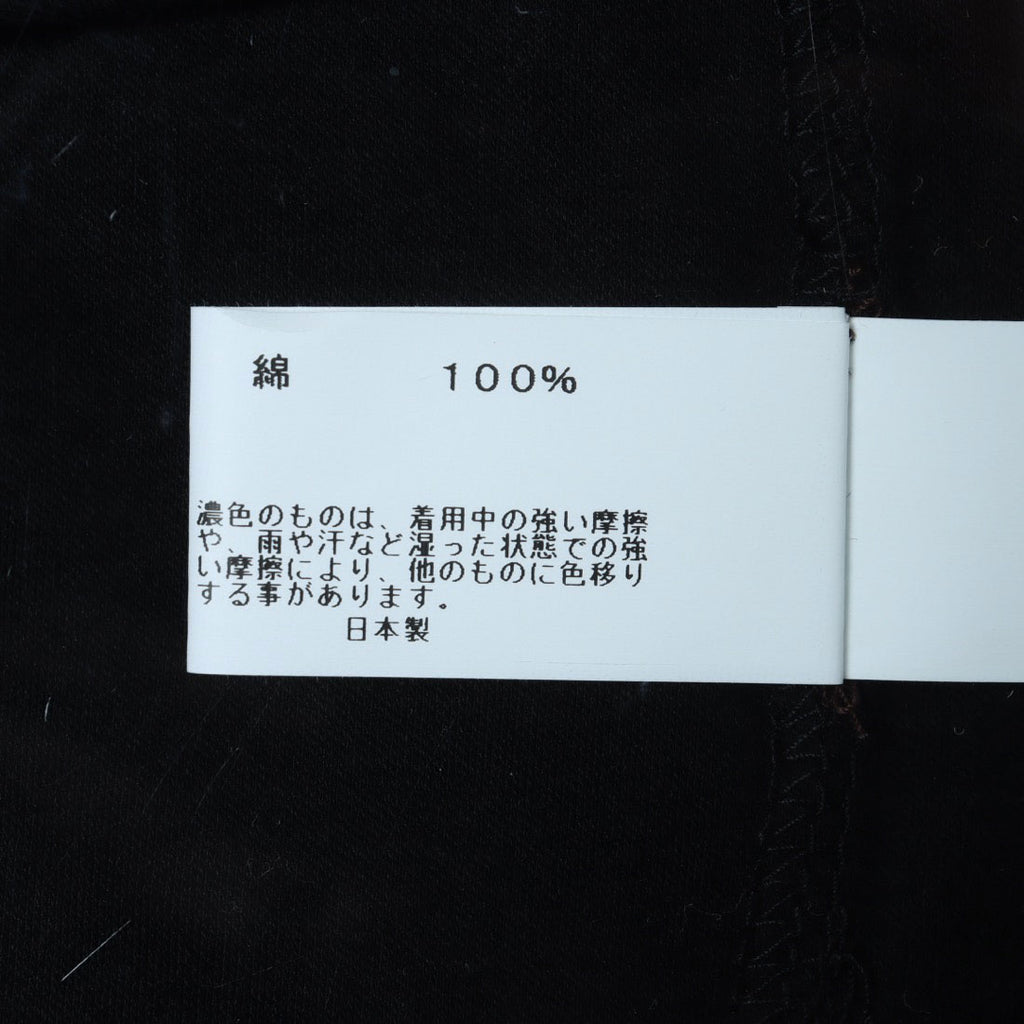 綿 100%
濃色のものは、着用中の強い摩擦
や、雨や汗など湿った状態での強
い摩擦により、他のものに色移り
する事があります。
日本製